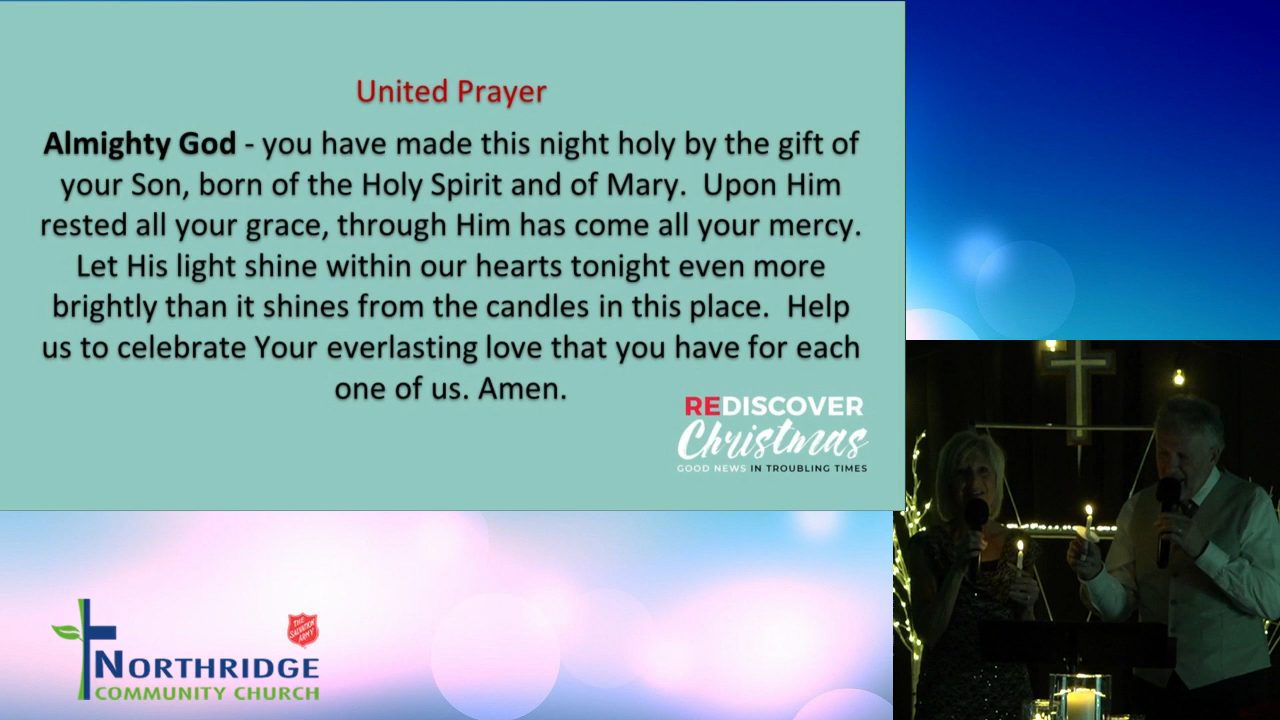 United Prayer
Almighty God - you have made this night holy by the gift of
your Son, born of the Holy Spirit and of Mary.  Upon Him
rested all your grace, through Him has come all your mercy.
Let His light shine within our hearts tonight even more
brightly than it shines from the candles in this place.  Help
us to celebrate Your everlasting love that you have for each
one of us. Amen.
REDISCOVER
Christmas
GOOD NEWS IN TROUBLING TIMES
THE
SALVATION
ARMY
NORTHRIDGE
COMMUNITY CHURCH